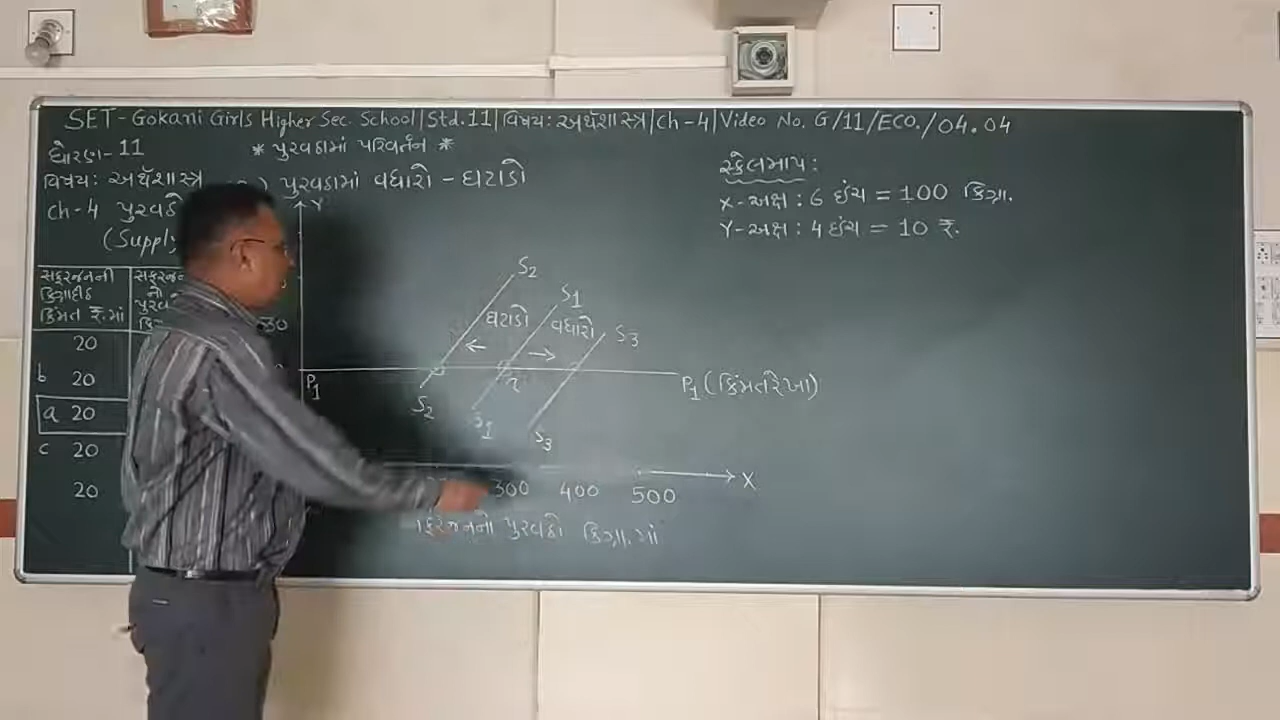 SET - Gokani Girls Higher Sec. School | Std. 11 | વિષય: અર્થશાસ્ત્ર | Ch-4 | Video No. G/11/ECO./04.04
ધોરણ-11
વિષય: અર્થશાસ્ત્ર
Ch-4
(Supply
* પુરવઠામાં પરિવર્તન *
પુરવઠામાં વધારો - ઘટાડો
સ્કેલમાપ:
X-અક્ષ : 6 ઇંચ = 100 કિગ્રા.
Y-અક્ષ : 4 ઇંચ = 10 ₹.
સફરજનની
કિંમત ₹.માં
20
b 20
a 20
c 20
20
Y
30
S2
S1
ઘટાડો
વધારો
S3
← →
P1
P1 (કિંમતરેખા)
S2
S1
S3
X
300 400 500
પુરવઠો કિગ્રા.માં